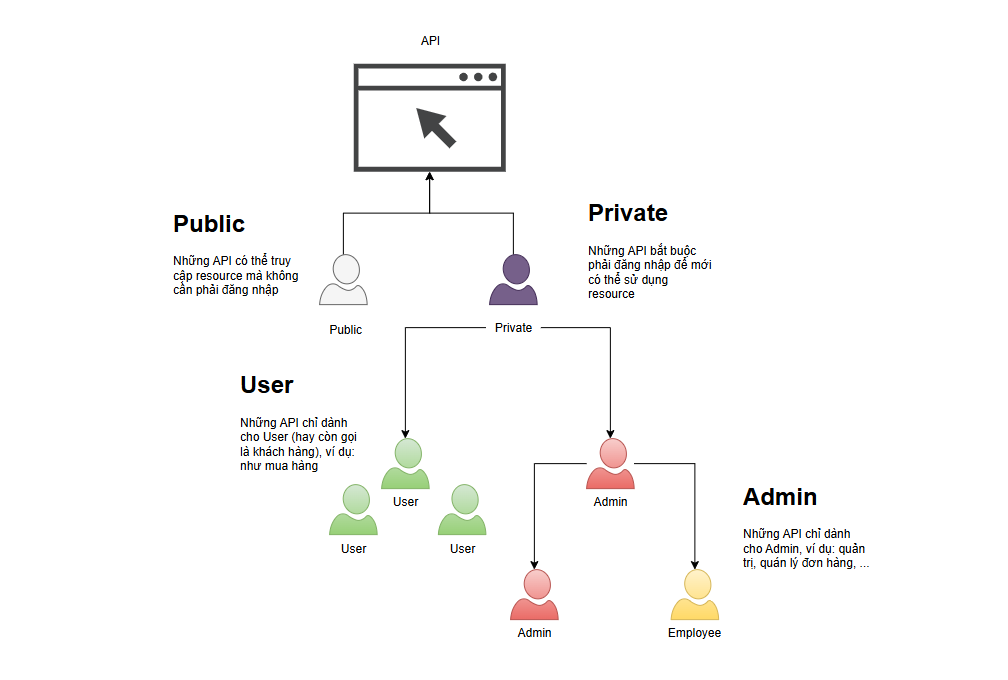 API
Public
Những API có thể truy
cập resource mà không
cần phải đăng nhập
Private
Những API bắt buộc
phải đăng nhập để mới
có thể sử dụng
resource
Public
Private
User
Những API chỉ dành
cho User (hay còn gọi
là khách hàng), ví dụ:
như mua hàng
User
User
User
Admin
Admin
Những API chỉ dành
cho Admin, ví dụ: quản
trị, quán lý đơn hàng, ...
Admin
Employee